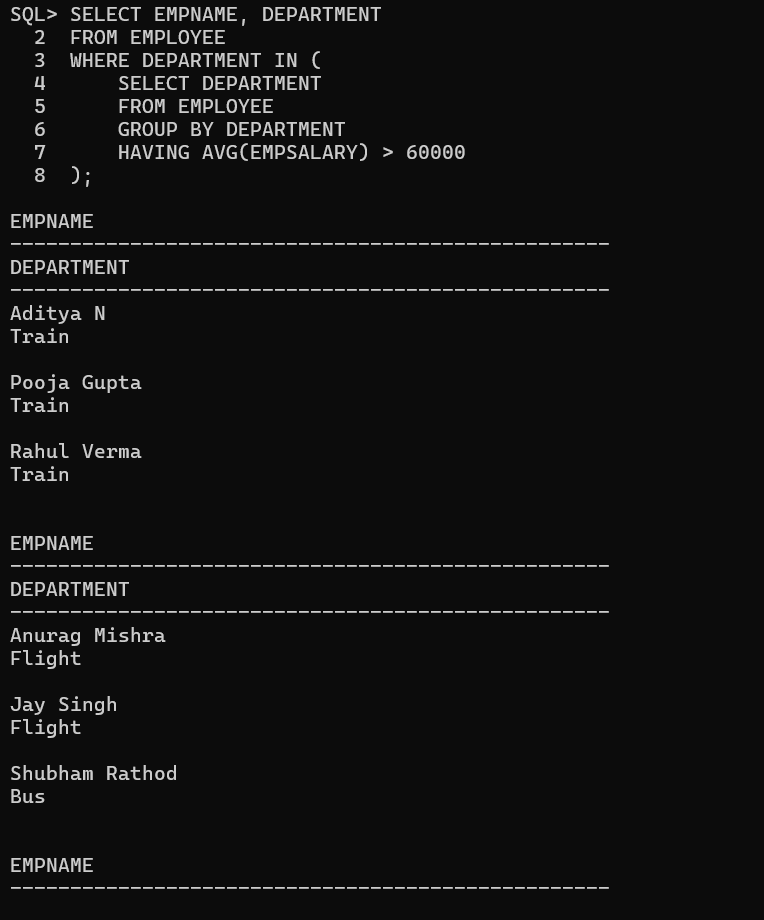 SQL> SELECT EMPNAME, DEPARTMENT
  2  FROM EMPLOYEE
  3  WHERE DEPARTMENT IN (
  4      SELECT DEPARTMENT
  5      FROM EMPLOYEE
  6      GROUP BY DEPARTMENT
  7      HAVING AVG(EMPSALARY) > 60000
  8  );
EMPNAME
--------------------------------------------------
DEPARTMENT
--------------------------------------------------
Aditya N
Train
Pooja Gupta
Train
Rahul Verma
Train
EMPNAME
--------------------------------------------------
DEPARTMENT
--------------------------------------------------
Anurag Mishra
Flight
Jay Singh
Flight
Shubham Rathod
Bus
EMPNAME
--------------------------------------------------